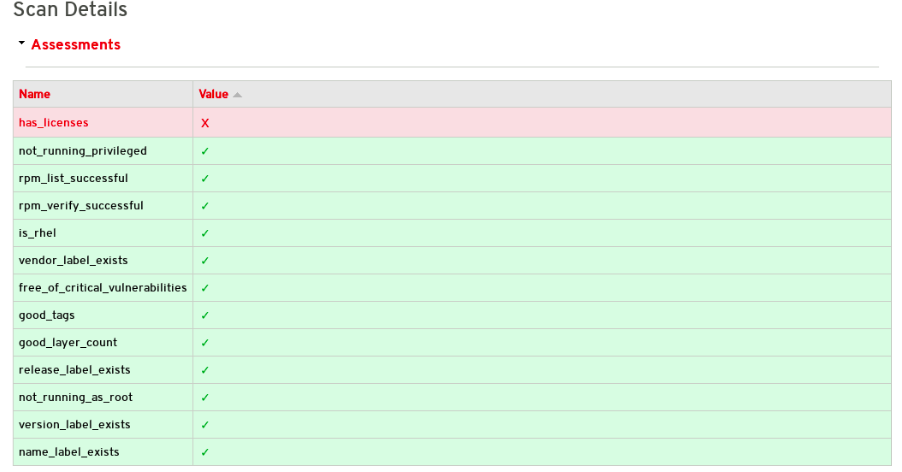 Scan Details
Assessments
Name Value
has_licenses X
not_running_privileged ✓
rpm_list_successful ✓
rpm_verify_successful ✓
is_rhel ✓
vendor_label_exists ✓
free_of_critical_vulnerabilities ✓
good_tags ✓
good_layer_count ✓
release_label_exists ✓
not_running_as_root ✓
version_label_exists ✓
name_label_exists ✓